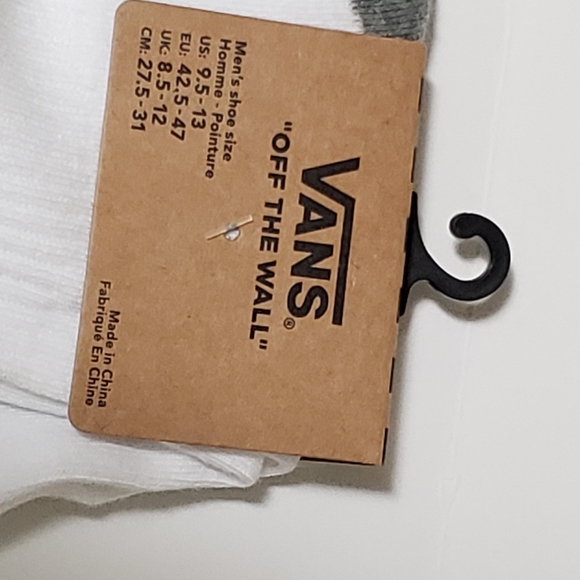 VANS®
"OFF THE WALL"
Men's shoe size
Homme - Pointure
US: 9.5-13
EU: 42.5-47
UK: 8.5-12
CM: 27.5-31
Made in China
Fabriqué En Chine